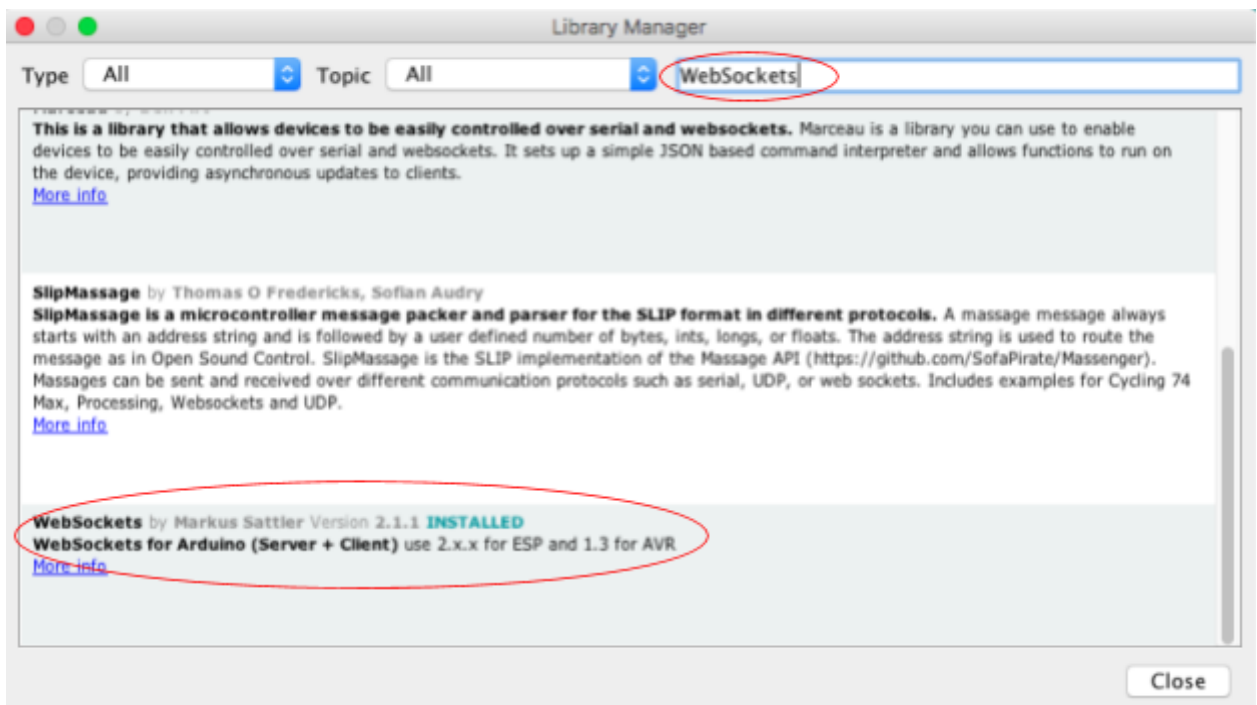 Library Manager
Type All Topic All WebSockets
This is a library that allows devices to be easily controlled over serial and websockets. Marceau is a library you can use to enable
devices to be easily controlled over serial and websockets. It sets up a simple JSON based command interpreter and allows functions to run on
the device, providing asynchronous updates to clients.
More info
SlipMassage by Thomas O Fredericks, Sofian Audry
SlipMassage is a microcontroller message packer and parser for the SLIP format in different protocols. A massage message always
starts with an address string and is followed by a user defined number of bytes, ints, longs, or floats. The address string is used to route the
message as in Open Sound Control. SlipMassage is the SLIP implementation of the Massage API (https://github.com/SofaPirate/Massenger).
Massages can be sent and received over different communication protocols such as serial, UDP, or web sockets. Includes examples for Cycling 74
Max, Processing, Websockets and UDP.
More info
WebSockets by Markus Sattler Version 2.1.1 INSTALLED
WebSockets for Arduino (Server + Client) use 2.x.x for ESP and 1.3 for AVR
More info
Close